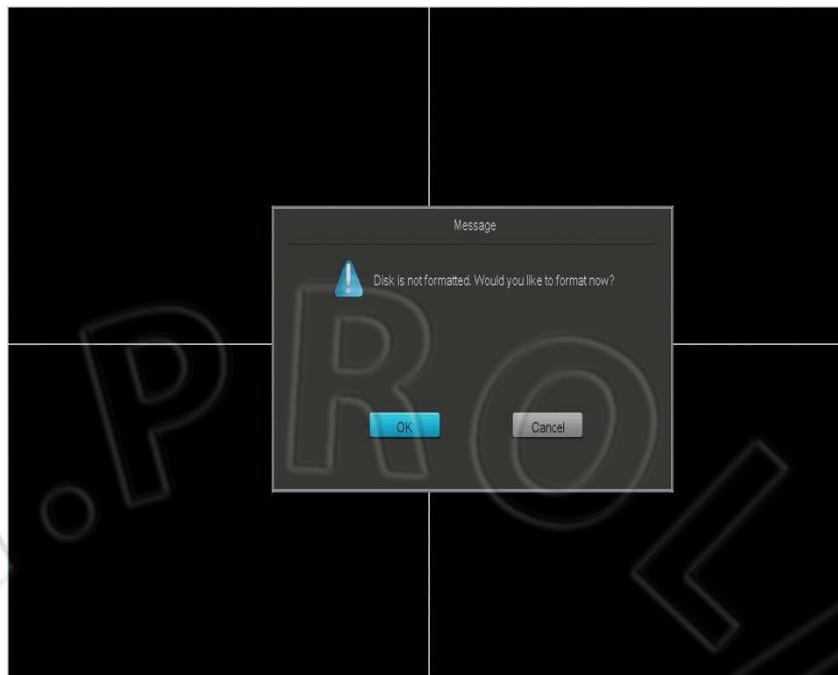 Message
Disk is not formatted. Would you like to format now?
OK
Cancel
.PROL